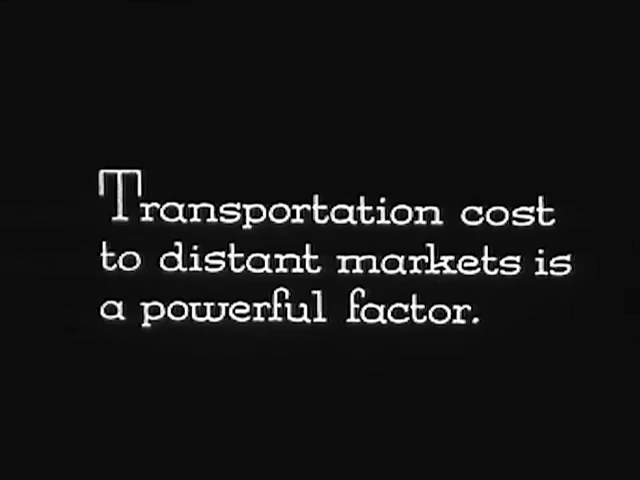 Transportation cost
to distant markets is
a powerful factor.